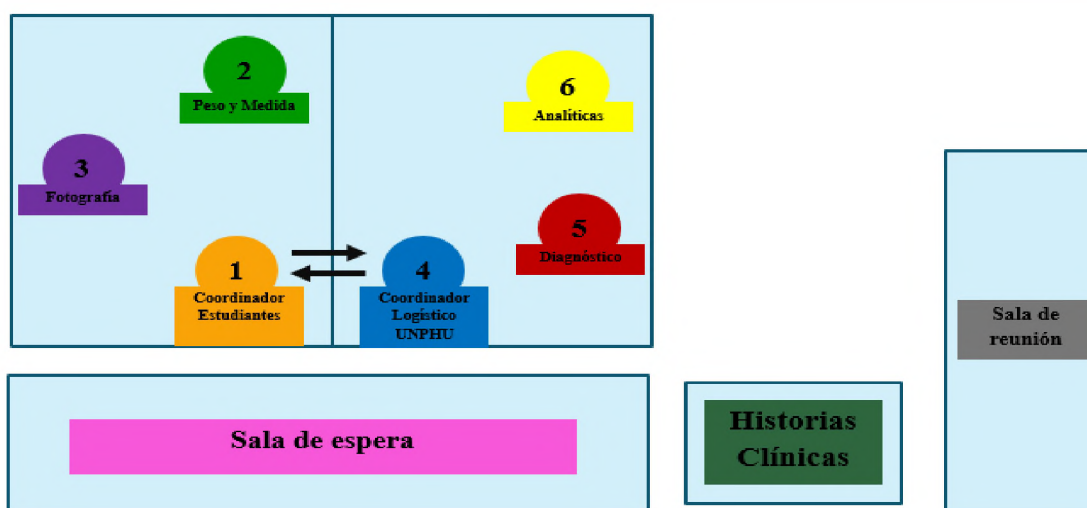 2
Peso y Medida
6
Analíticas
3
Fotografía
5
Diagnóstico
1
Coordinador
Estudiantes
4
Coordinador
Logístico
UNPHU
Sala de
reunión
Sala de espera
Historias
Clínicas